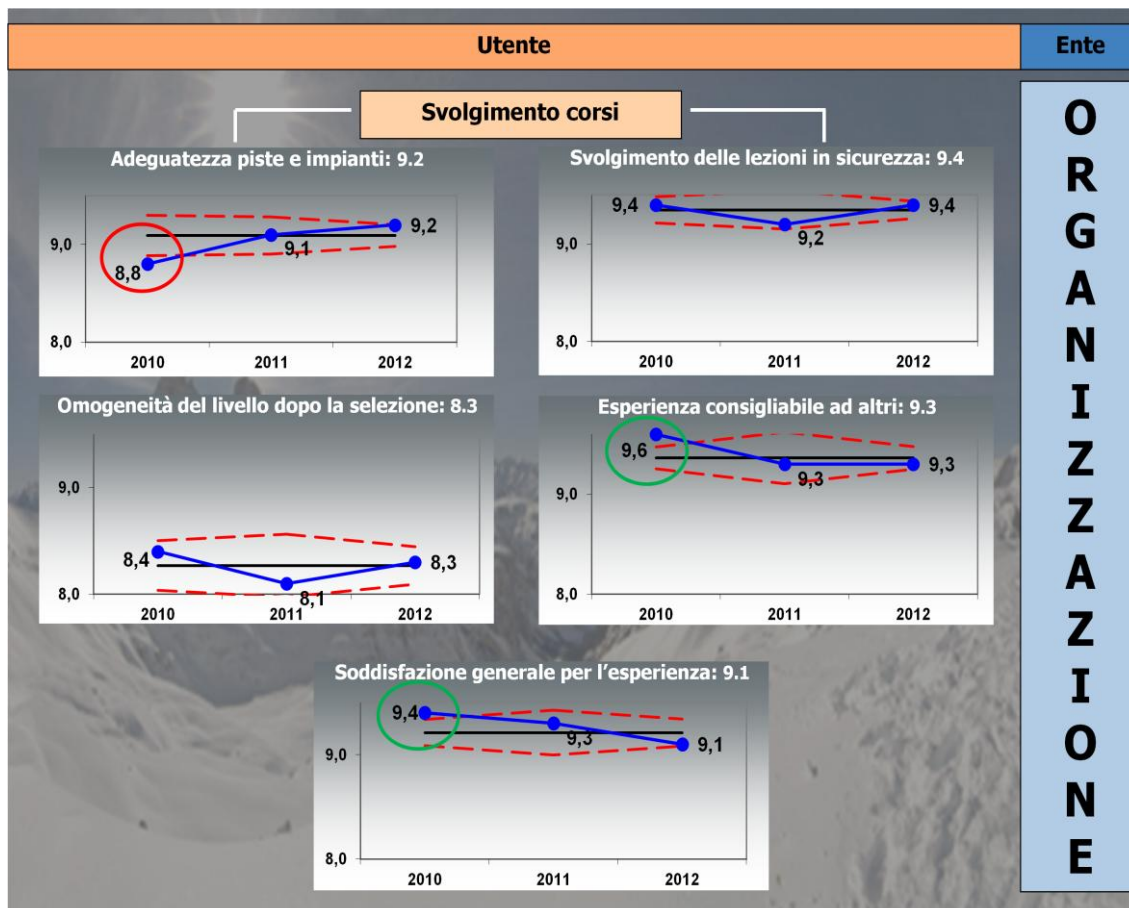 Utente
Ente
Svolgimento corsi
Adeguatezza piste e impianti: 9.2
9,0
8,0
8,8
9,1
9,2
2010
2011
2012
Svolgimento delle lezioni in sicurezza: 9.4
9,0
8,0
9,4
9,2
9,4
2010
2011
2012
Omogeneità del livello dopo la selezione: 8.3
9,0
8,0
8,4
8,1
8,3
2010
2011
2012
Esperienza consigliabile ad altri: 9.3
9,0
8,0
9,6
9,3
9,3
2010
2011
2012
Soddisfazione generale per l'esperienza: 9.1
9,0
8,0
9,4
9,3
9,1
2010
2011
2012
O
R
G
A
N
I
Z
Z
A
Z
I
O
N
E